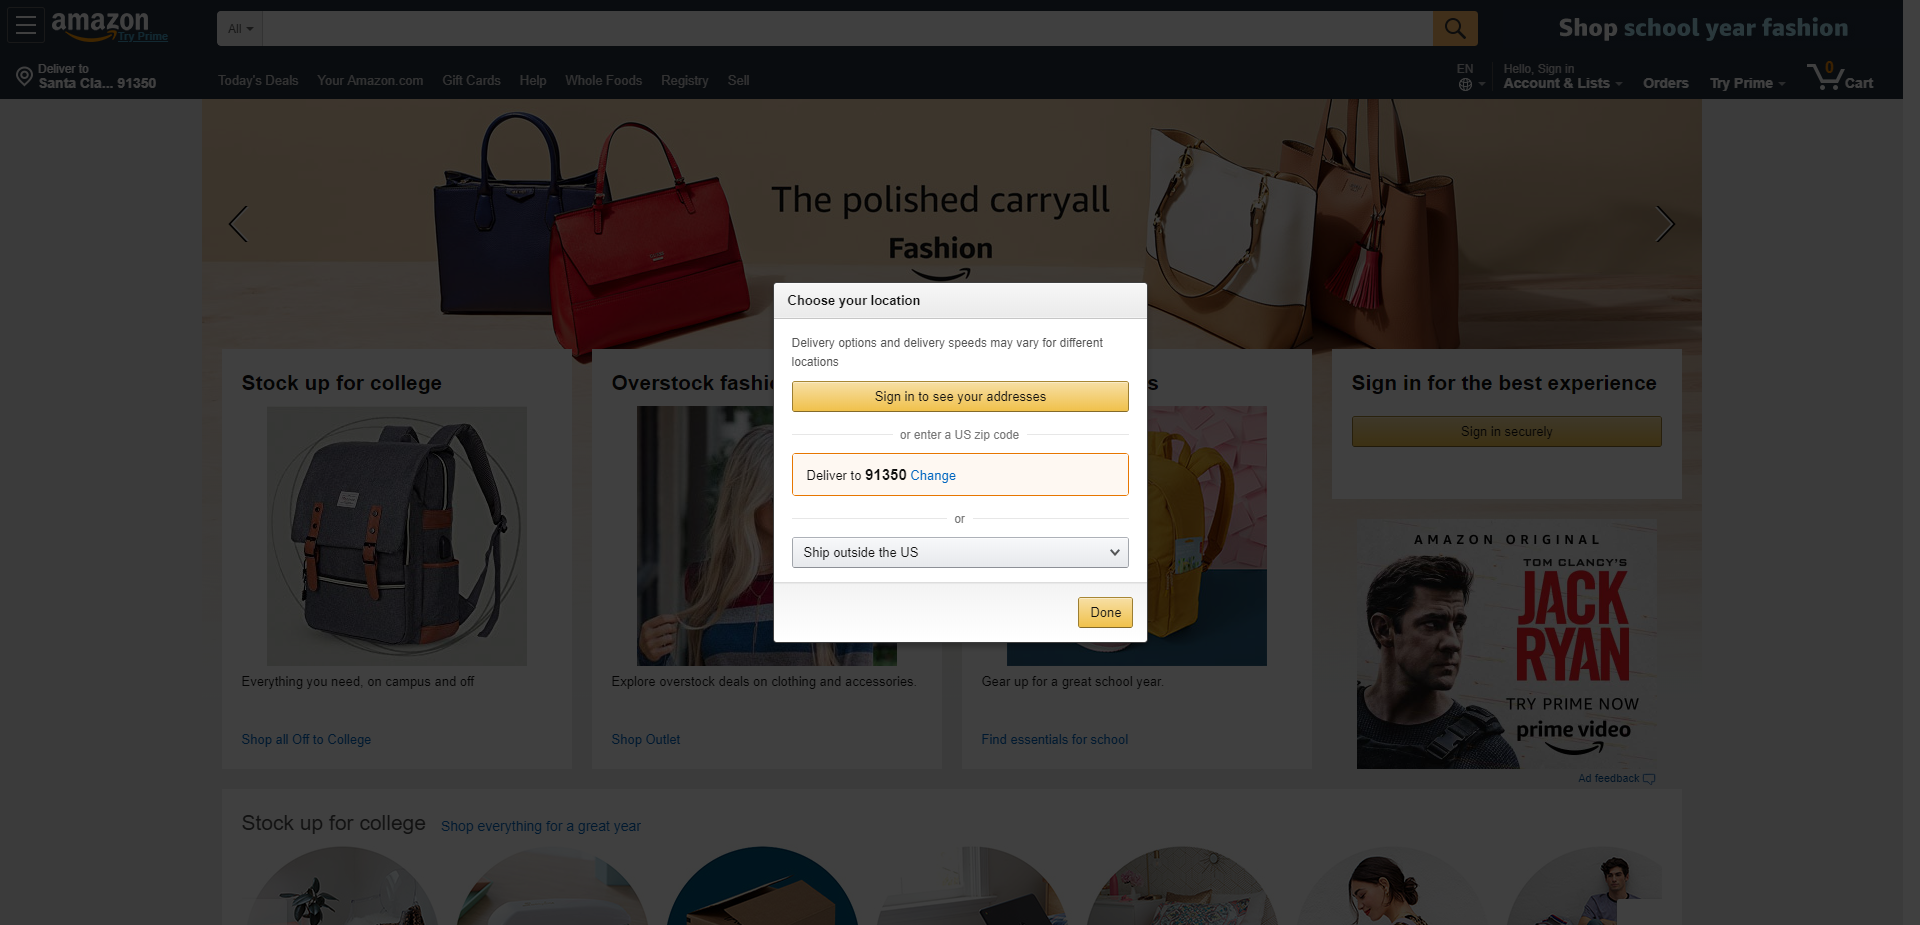 amazon
Try Prime
All
Shop school year fashion
Deliver to
Santa Cla... 91350
Today's Deals
Your Amazon.com
Gift Cards
Help
Whole Foods
Registry
Sell
EN
Hello, Sign in
Account & Lists
Orders
Try Prime
0
Cart
The polished carryall
Fashion
Choose your location
Delivery options and delivery speeds may vary for different
locations
Sign in to see your addresses
or enter a US zip code
Deliver to 91350 Change
or
Ship outside the US
Done
Stock up for college
Everything you need, on campus and off
Shop all Off to College
Overstock fashi
Explore overstock deals on clothing and accessories.
Shop Outlet
s
Gear up for a great school year.
Find essentials for school
Sign in for the best experience
Sign in securely
AMAZON ORIGINAL
TOM CLANCY'S
JACK
RYAN
TRY PRIME NOW
prime video
Ad feedback
Stock up for college
Shop everything for a great year